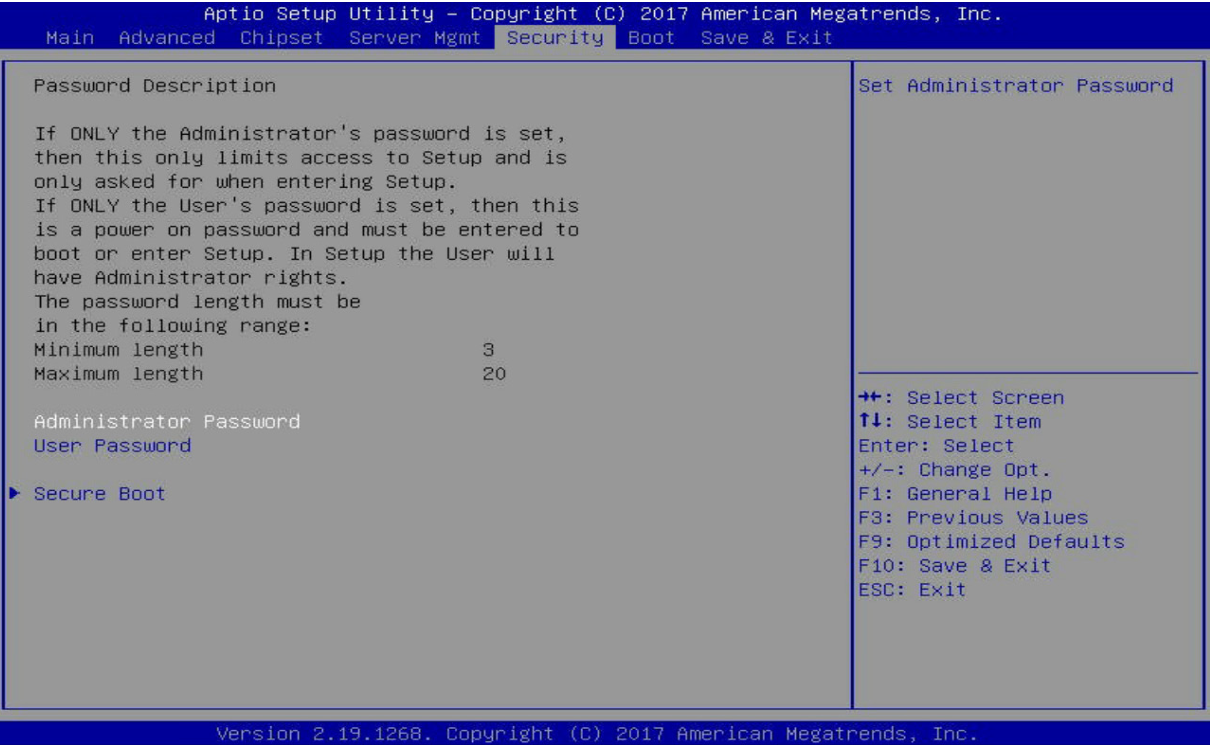 Aptio Setup Utility – Copyright (C) 2017 American Megatrends, Inc.
Main Advanced Chipset Server Mgmt Security Boot Save & Exit
Password Description
If ONLY the Administrator's password is set,
then this only limits access to Setup and is
only asked for when entering Setup.
If ONLY the User's password is set, then this
is a power on password and must be entered to
boot or enter Setup. In Setup the User will
have Administrator rights.
The password length must be
in the following range:
Minimum length 3
Maximum length 20
Administrator Password
User Password
Secure Boot
Set Administrator Password
→←: Select Screen
↑↓: Select Item
Enter: Select
+/-: Change Opt.
F1: General Help
F3: Previous Values
F9: Optimized Defaults
F10: Save & Exit
ESC: Exit
Version 2.19.1268. Copyright (C) 2017 American Megatrends, Inc.